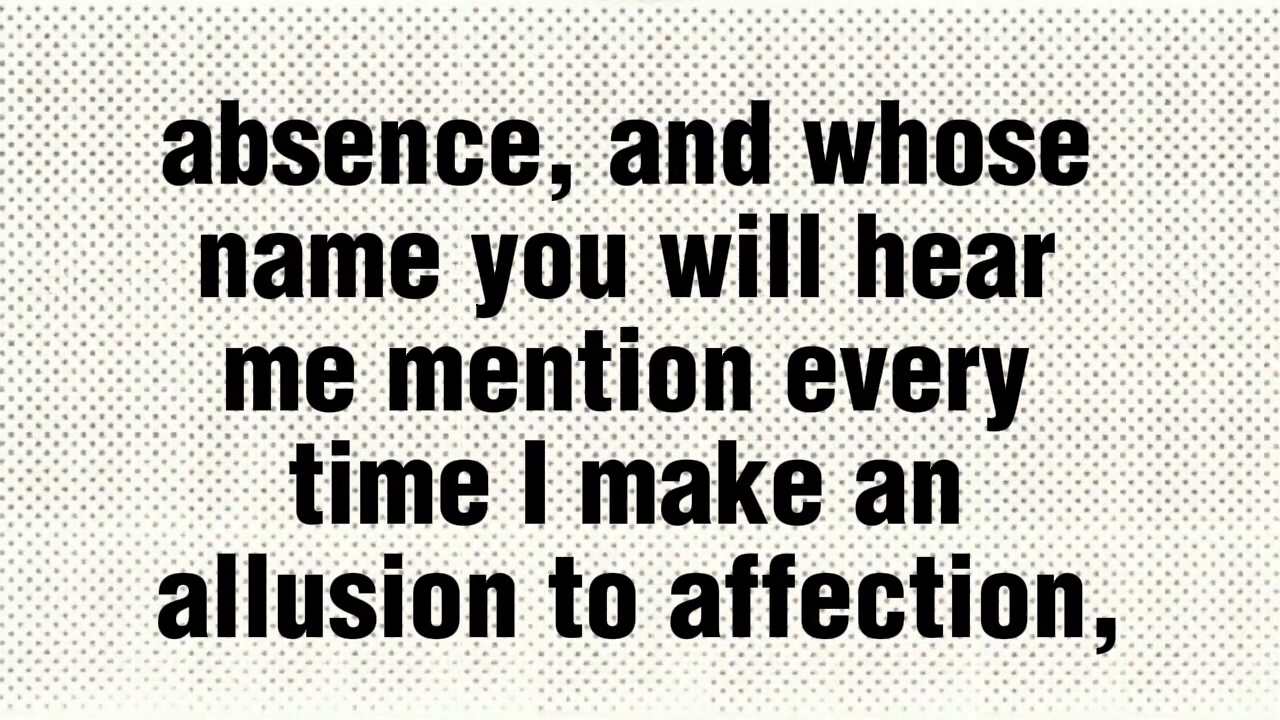 absence, and whose
name you will hear
me mention every
time I make an
allusion to affection,